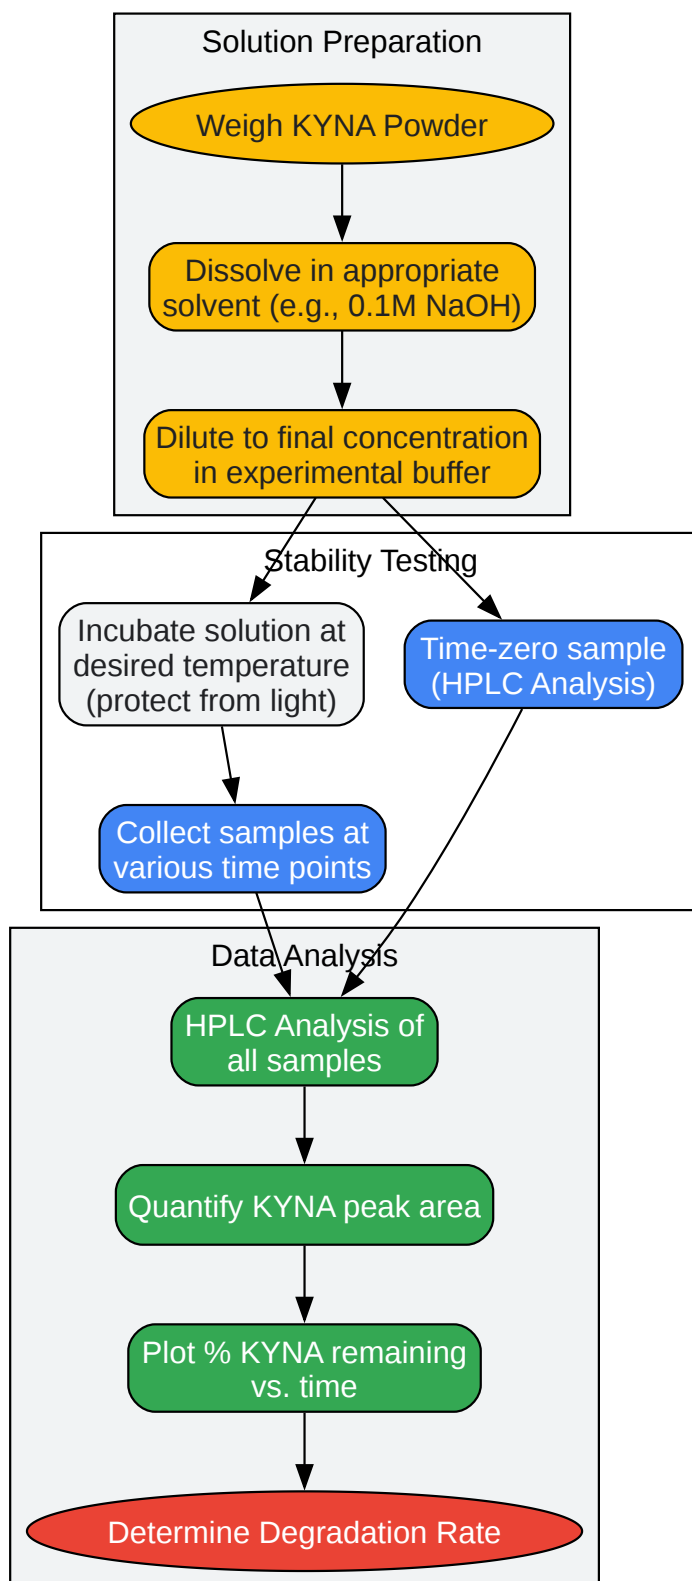 Solution Preparation
Weigh KYNA Powder
Dissolve in appropriate
solvent (e.g., 0.1M NaOH)
Dilute to final concentration
in experimental buffer
Stability Testing
Incubate solution at
desired temperature
(protect from light)
Time-zero sample
(HPLC Analysis)
Collect samples at
various time points
Data Analysis
HPLC Analysis of
all samples
Quantify KYNA peak area
Plot % KYNA remaining
vs. time
Determine Degradation Rate